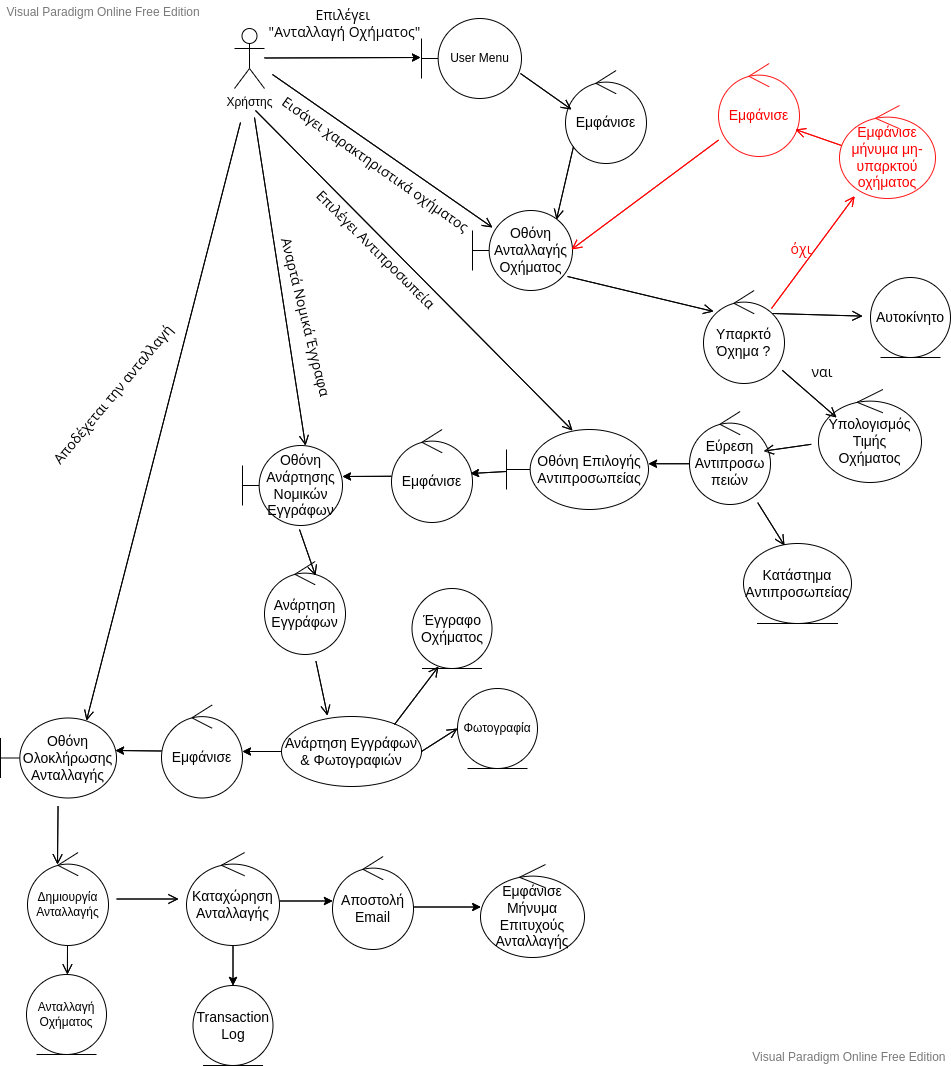 Visual Paradigm Online Free Edition
Επιλέγει
"Ανταλλαγή Οχήματος"
User Menu
Χρήστης
Εμφάνισε
Εμφάνισε
Εμφάνισε
μήνυμα μη-
υπαρκτού
οχήματος
Εισάγει χαρακτηριστικά οχήματος
Επιλέγει Αντιπροσωπεία
Αναρτά Νομικά Έγγραφα
Αποδέχεται την ανταλλαγή
Οθόνη
Ανταλλαγής
Οχήματος
όχι
Υπαρκτό
Όχημα ?
Αυτοκίνητο
ναι
Υπολογισμός
Τιμής
Οχήματος
Εύρεση
Αντιπροσω
πειών
Οθόνη Επιλογής
Αντιπροσωπείας
Εμφάνισε
Οθόνη
Ανάρτησης
Νομικών
Εγγράφων
Κατάστημα
Αντιπροσωπείας
Ανάρτηση
Εγγράφων
Έγγραφο
Οχήματος
Φωτογραφία
Ανάρτηση Εγγράφων
& Φωτογραφιών
Εμφάνισε
Οθόνη
Ολοκλήρωσης
Ανταλλαγής
Δημιουργία
Ανταλλαγής
Καταχώρηση
Ανταλλαγής
Αποστολή
Email
Εμφάνισε
Μήνυμα
Επιτυχούς
Ανταλλαγής
Ανταλλαγή
Οχήματος
Transaction
Log
Visual Paradigm Online Free Edition